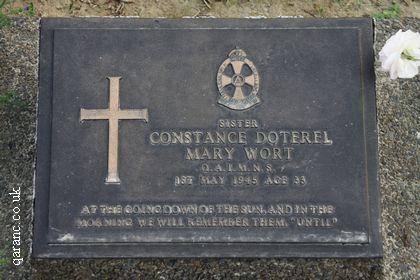 SISTER
CONSTANCE DOTEREL
MARY WORT
Q.A.I.M.N.S.
1ST MAY 1945 AGE 33
AT THE GOING DOWN OF THE SUN, AND IN THE
MORNING WE WILL REMEMBER THEM. "UNTIL"
qaranc.co.uk